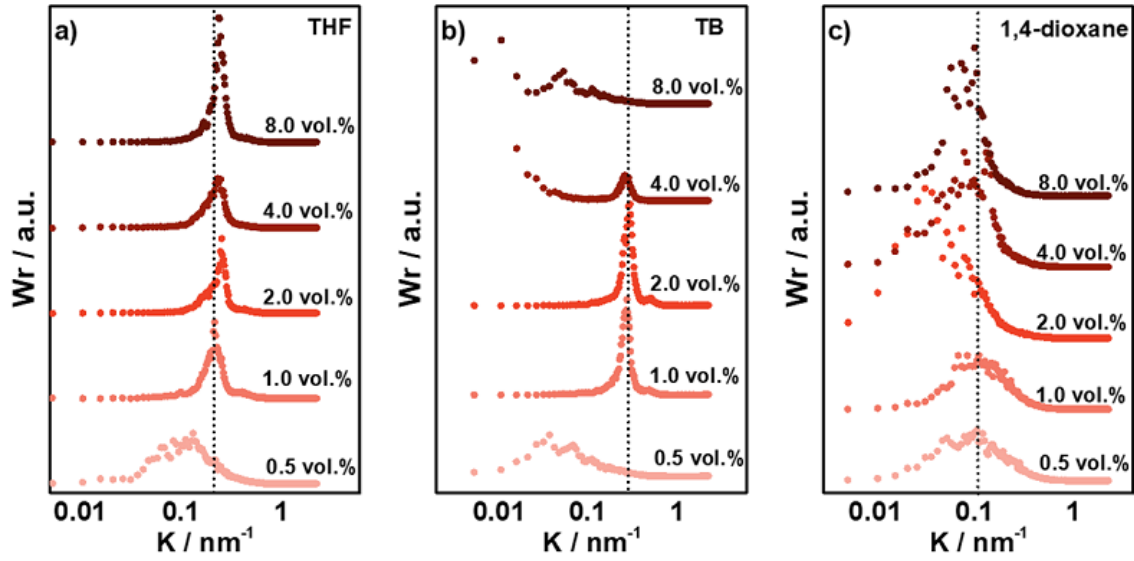 a) THF
8.0 vol.%
4.0 vol.%
2.0 vol.%
1.0 vol.%
0.5 vol.%
Wr / a.u.
0.01 0.1 1
K / nm⁻¹
b) TB
8.0 vol.%
4.0 vol.%
2.0 vol.%
1.0 vol.%
0.5 vol.%
Wr / a.u.
0.01 0.1 1
K / nm⁻¹
c) 1,4-dioxane
8.0 vol.%
4.0 vol.%
2.0 vol.%
1.0 vol.%
0.5 vol.%
Wr / a.u.
0.01 0.1 1
K / nm⁻¹